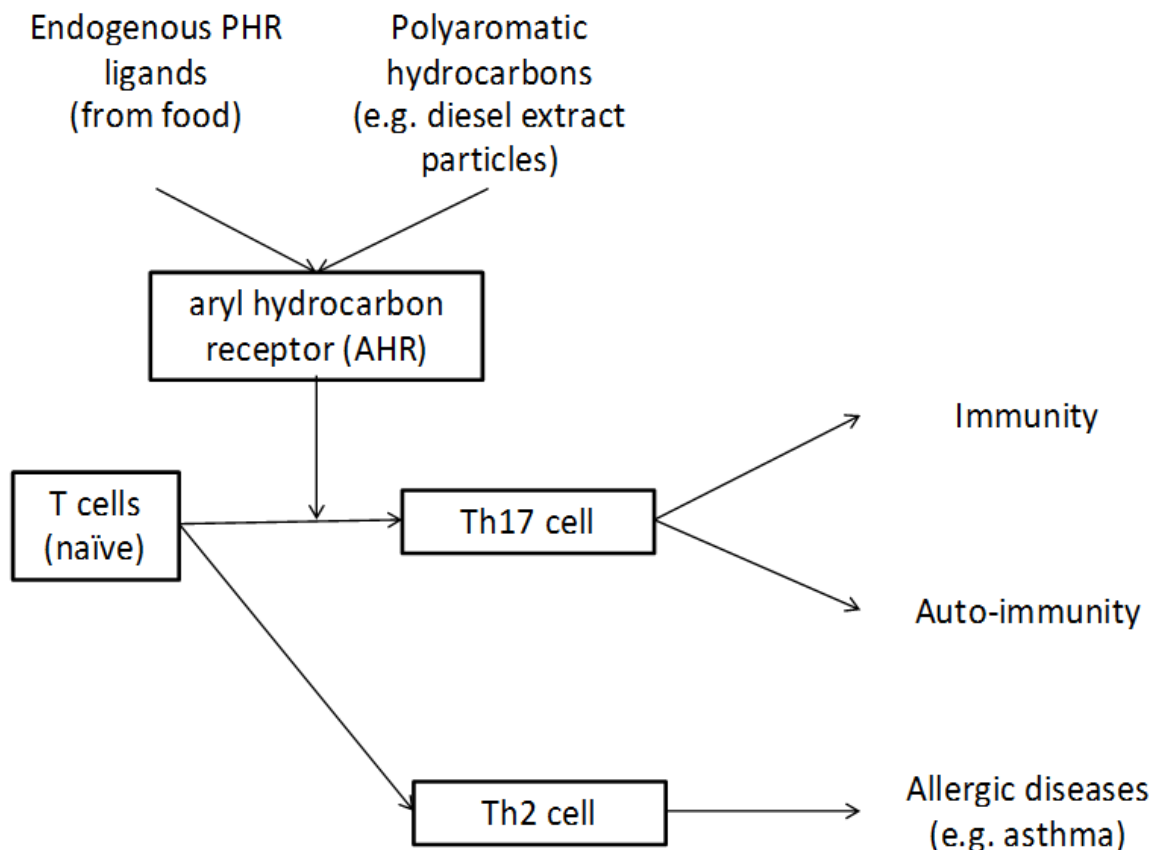 Endogenous PHR
ligands
(from food)
Polyaromatic
hydrocarbons
(e.g. diesel extract
particles)
aryl hydrocarbon
receptor (AHR)
Immunity
T cells
(naïve)
Th17 cell
Auto-immunity
Th2 cell
Allergic diseases
(e.g. asthma)